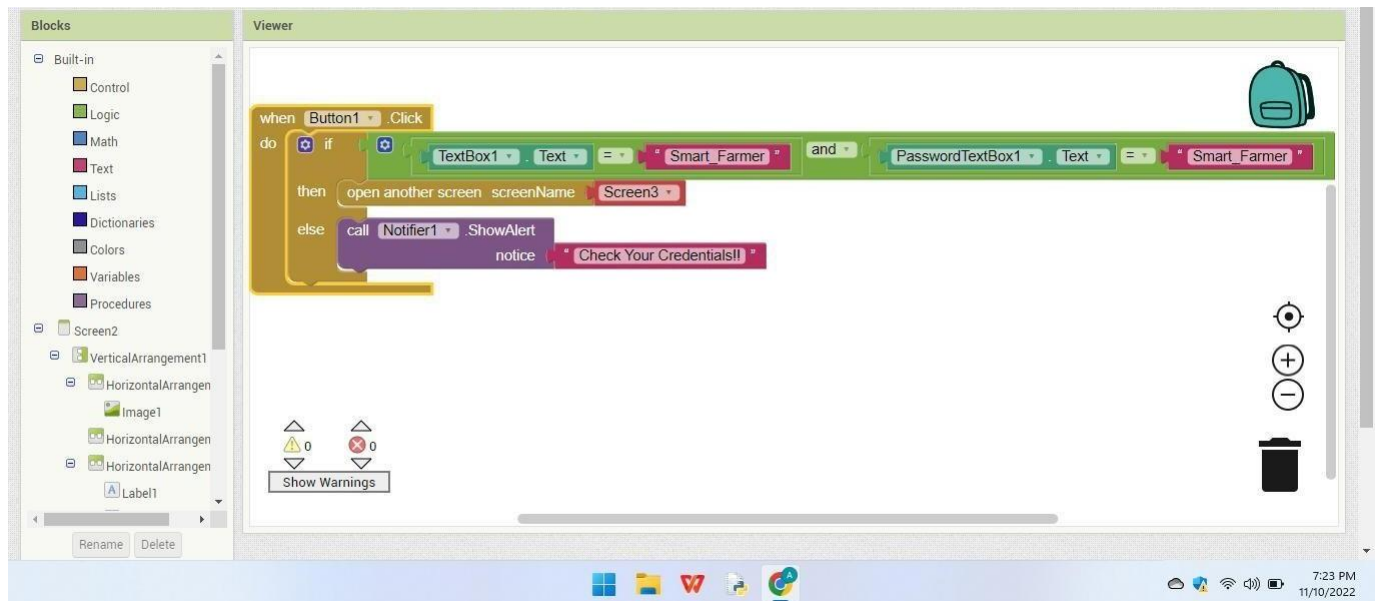 Blocks
Viewer
Built-in
Control
Logic
Math
Text
Lists
Dictionaries
Colors
Variables
Procedures
Screen2
VerticalArrangement1
HorizontalArrangen
Image1
HorizontalArrangen
HorizontalArrangen
A Label1
Rename Delete
when Button1 .Click
do if TextBox1 . Text = " Smart_Farmer " and PasswordTextBox1 . Text = " Smart_Farmer "
then open another screen screenName Screen3
else call Notifier1 .ShowAlert
notice " Check Your Credentials!! "
0 0
Show Warnings
A
7:23 PM
11/10/2022